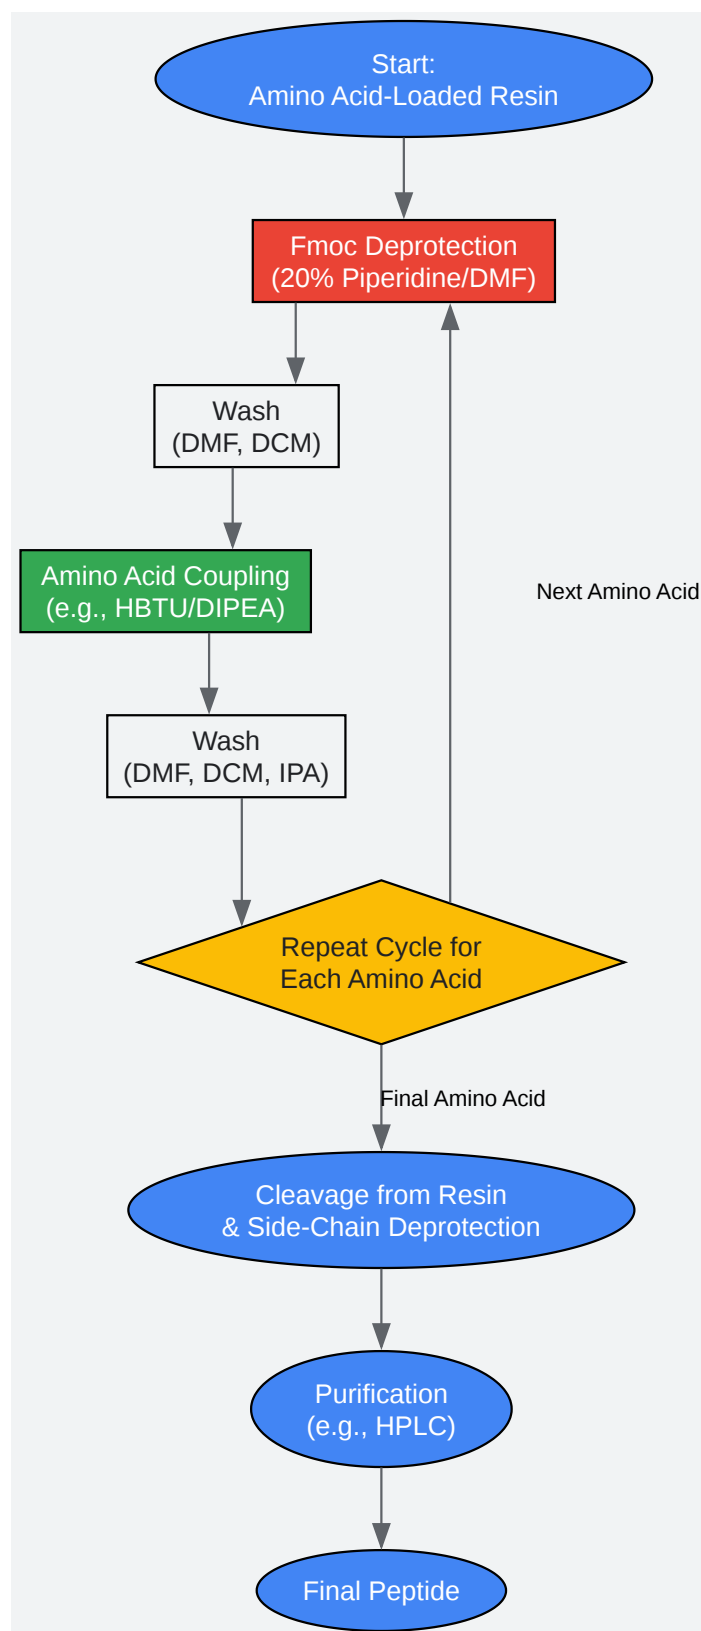 Start:
Amino Acid-Loaded Resin
Fmoc Deprotection
(20% Piperidine/DMF)
Wash
(DMF, DCM)
Amino Acid Coupling
(e.g., HBTU/DIPEA)
Next Amino Acid
Wash
(DMF, DCM, IPA)
Repeat Cycle for
Each Amino Acid
Final Amino Acid
Cleavage from Resin
& Side-Chain Deprotection
Purification
(e.g., HPLC)
Final Peptide